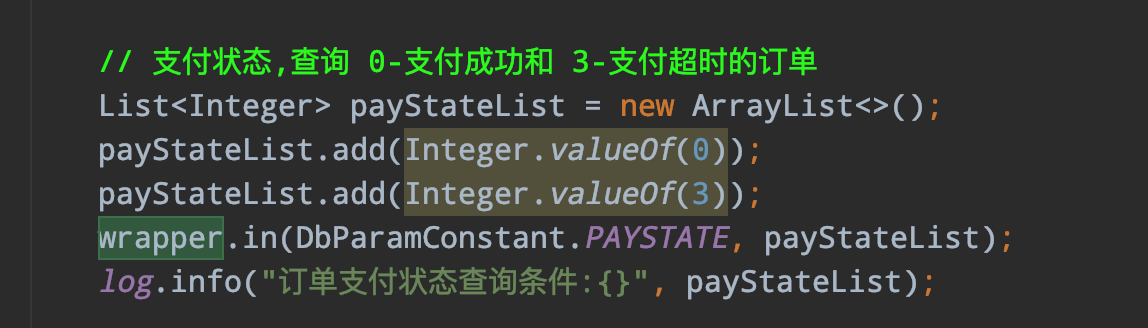 // 支付状态,查询 0-支付成功和 3-支付超时的订单
List<Integer> payStateList = new ArrayList<>();
payStateList.add(Integer.valueOf(0));
payStateList.add(Integer.valueOf(3));
wrapper.in(DbParamConstant.PAYSTATE, payStateList);
log.info("订单支付状态查询条件:{}", payStateList);